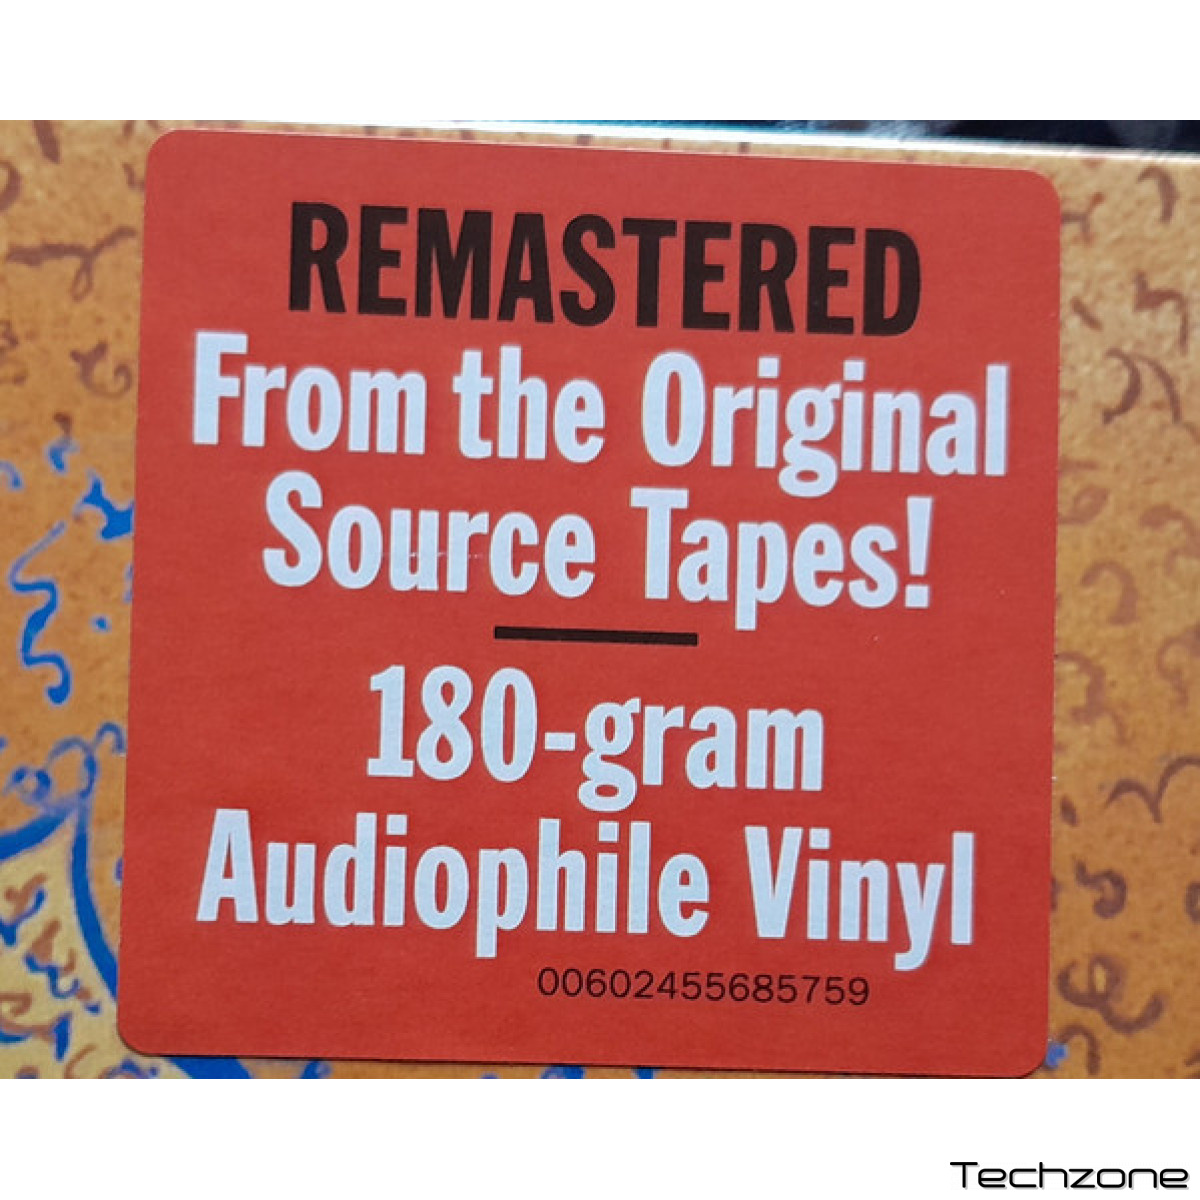 REMASTERED
From the Original
Source Tapes!
180-gram
Audiophile Vinyl
00602455685759
Techzone